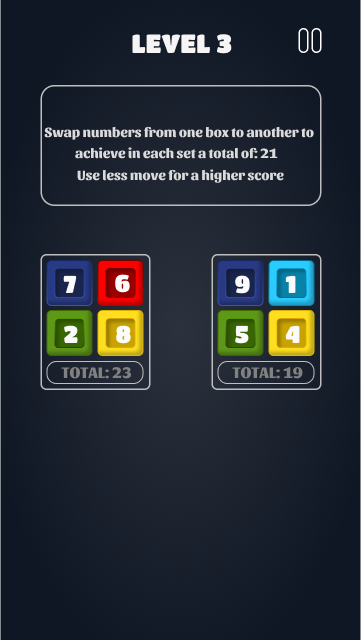 LEVEL 3
Swap numbers from one box to another to
achieve in each set a total of: 21
Use less move for a higher score
7 6
2 8
TOTAL: 23
9 1
5 4
TOTAL: 19